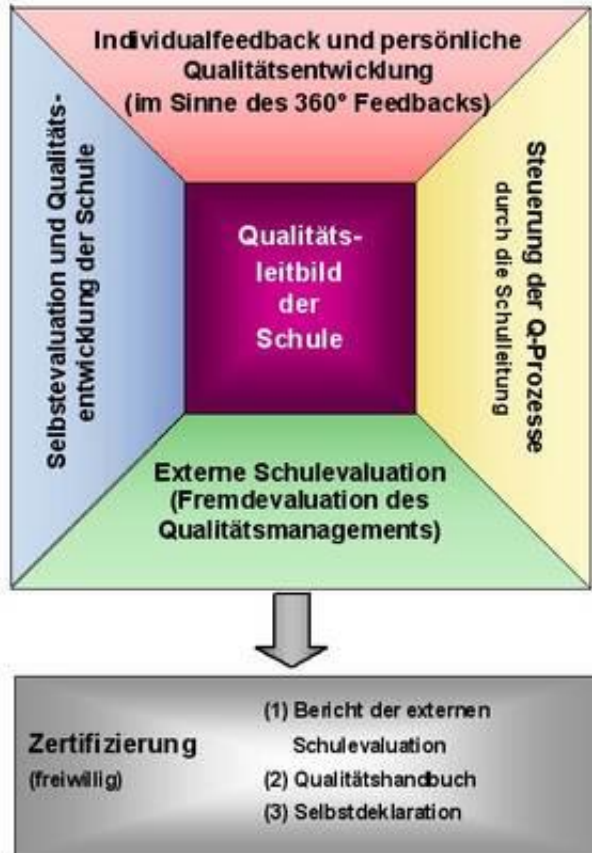 Individualfeedback und persönliche
Qualitätsentwicklung
(im Sinne des 360° Feedbacks)
Selbstevaluation und Qualitäts-
entwicklung der Schule
Qualitäts-
leitbild
der
Schule
Steuerung der Q-Prozesse
durch die Schulleitung
Externe Schulevaluation
(Fremdevaluation des
Qualitätsmanagements)
Zertifizierung
(freiwillig)
(1) Bericht der externen
Schulevaluation
(2) Qualitätshandbuch
(3) Selbstdeklaration